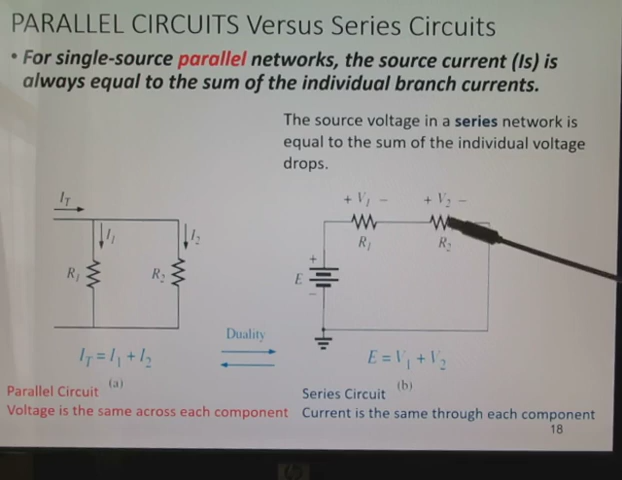 PARALLEL CIRCUITS Versus Series Circuits
• For single-source parallel networks, the source current (Is) is
always equal to the sum of the individual branch currents.
The source voltage in a series network is
equal to the sum of the individual voltage
drops.
I_T
I₁
I₂
R₁
R₂
I_T = I₁ + I₂
(a)
Duality
+ V₁ −
+ V₂ −
R₁
R₂
+
E
−
E = V₁ + V₂
(b)
Parallel Circuit
Voltage is the same across each component
Series Circuit
Current is the same through each component
18
hp